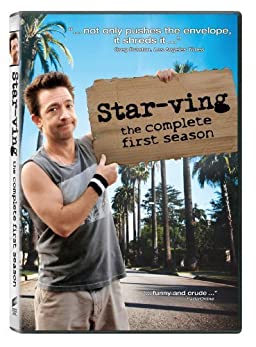 "...not only pushes the envelope,
it shreds it..."
Star-ving
the complete
first season
Star-ving
the complete first season
"...funny and crude..."